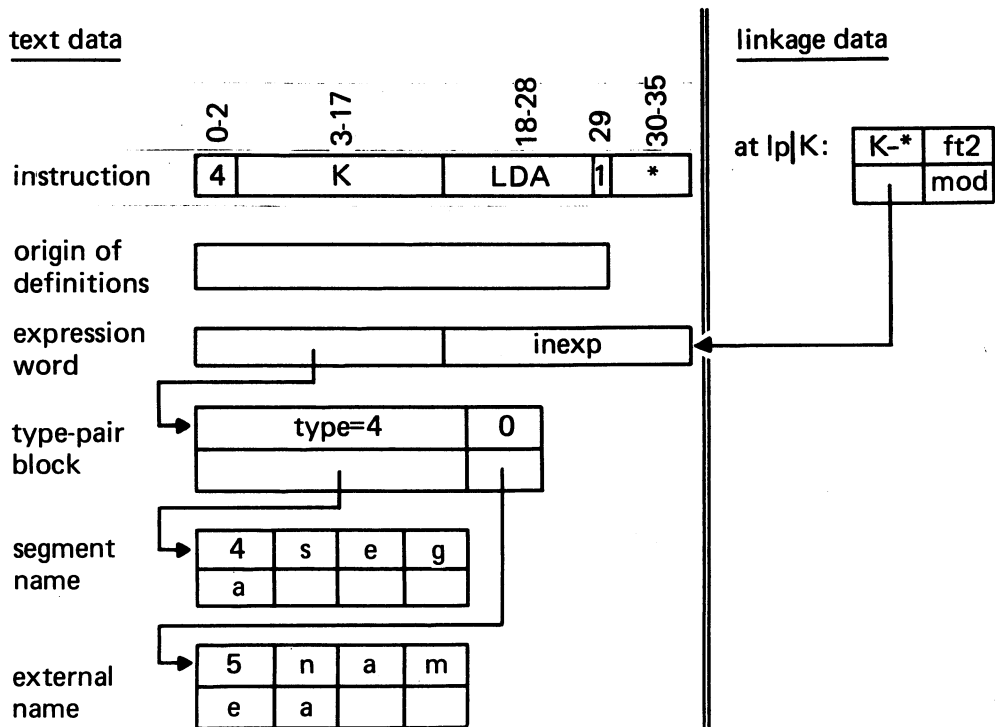 text data
linkage data
0-2 3-17 18-28 29 30-35
at lp|K: K-* ft2
mod
instruction 4 K LDA 1 *
origin of
definitions
expression
word
inexp
type-pair
block
type=4 0
segment
name
4 s e g
a
external
name
5 n a m
e a